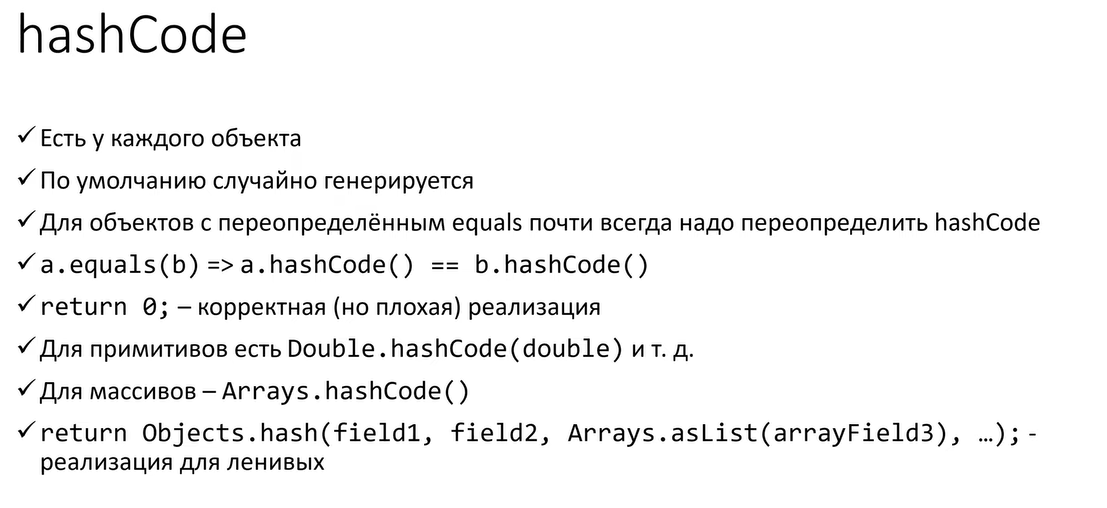 hashCode
✓ Есть у каждого объекта
✓ По умолчанию случайно генерируется
✓ Для объектов с переопределённым equals почти всегда надо переопределить hashCode
✓ a.equals(b) => a.hashCode() == b.hashCode()
✓ return 0; – корректная (но плохая) реализация
✓ Для примитивов есть Double.hashCode(double) и т. д.
✓ Для массивов – Arrays.hashCode()
✓ return Objects.hash(field1, field2, Arrays.asList(arrayField3), …); -
реализация для ленивых